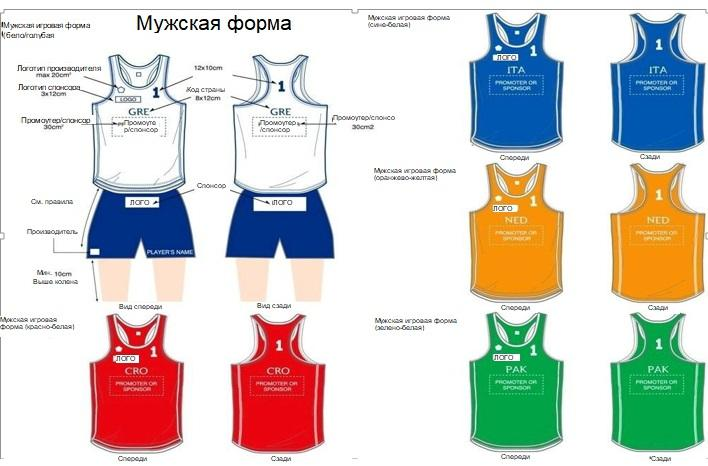 Мужская форма
Мужская игровая форма
(бело/голубая
Логотип производителя
max 20cm²
Логотип спонсора
3x12cm
Промоутер/спонсор
30cm²
12x10cm
Код страны
8x12cm
1
LOGO
GRE
Промоуте
р/спонсор
1
GRE
Промоутер
/спонсор
Промоутер/спонсо
30cm2
См. правила
Производитель
Мин. 10cm
Выше колена
Спонсор
ЛОГО
ЛОГО
PLAYER'S NAME
Вид спереди
Вид сзади
Мужская игровая
форма (красно-белая)
ЛОГО
1
CRO
PROMOTER OR
SPONSOR
1
CRO
PROMOTER OR
SPONSOR
Спереди
Сзади
Мужская игровая форма
(сине-белая)
ЛОГО
1
ITA
PROMOTER OR
SPONSOR
1
ITA
PROMOTER OR
SPONSOR
Спереди
Сзади
Мужская игровая форма
(оранжево-желтая)
ЛОГО
1
NED
PROMOTER OR
SPONSOR
1
NED
PROMOTER OR
SPONSOR
Спереди
Сзади
Мужская игровая форма
(зелено-белая)
ЛОГО
1
PAK
PROMOTER OR
SPONSOR
1
PAK
PROMOTER OR
SPONSOR
Спереди
*Сзади